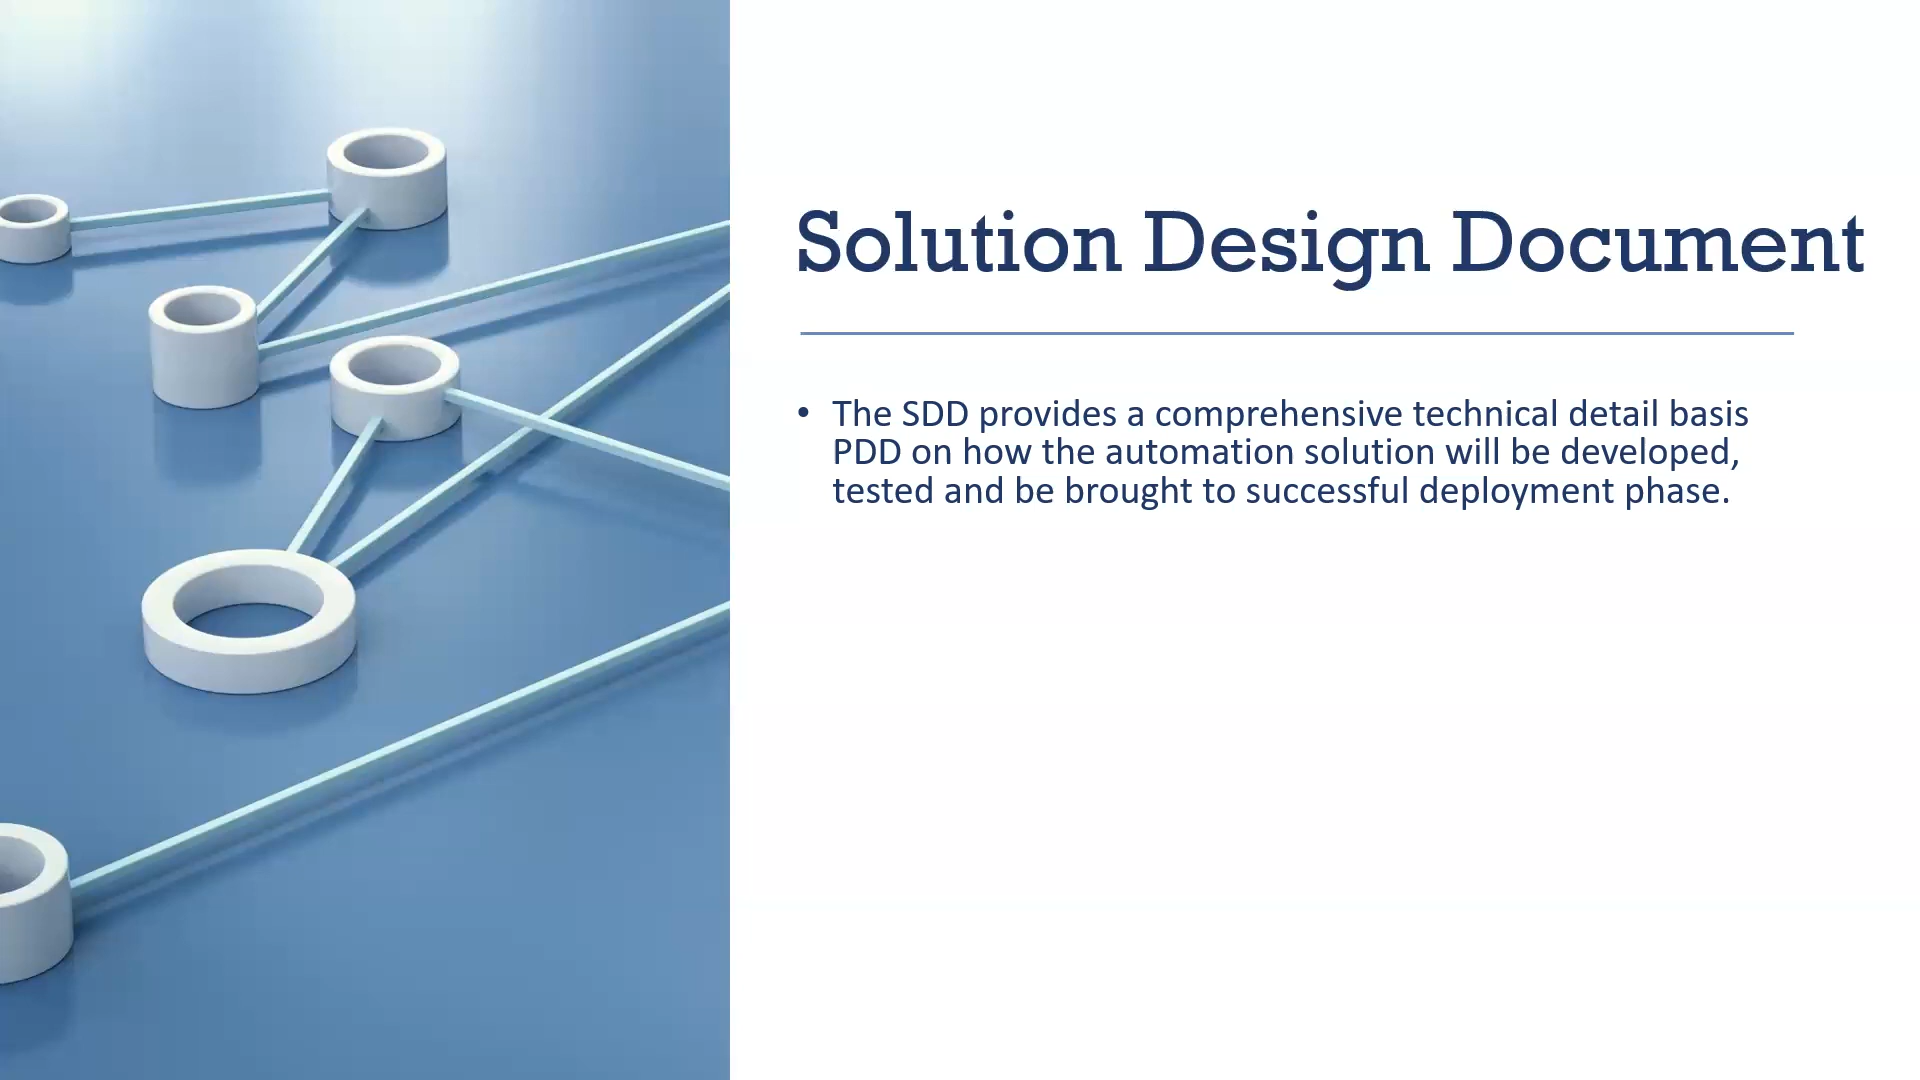 Solution Design Document
• The SDD provides a comprehensive technical detail basis
PDD on how the automation solution will be developed,
tested and be brought to successful deployment phase.